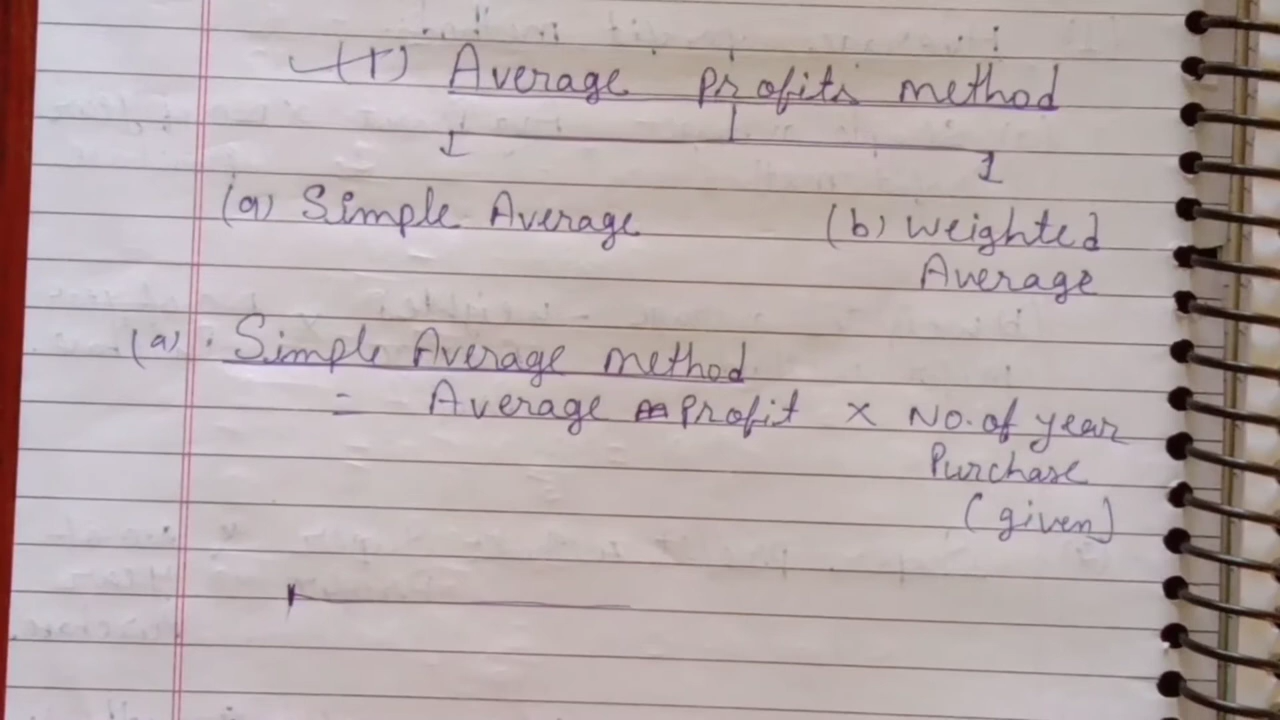 (1) Average profits method
(a) Simple Average (b) Weighted
Average
(a) Simple Average method
= Average Profit × No. of year
Purchase
(given)